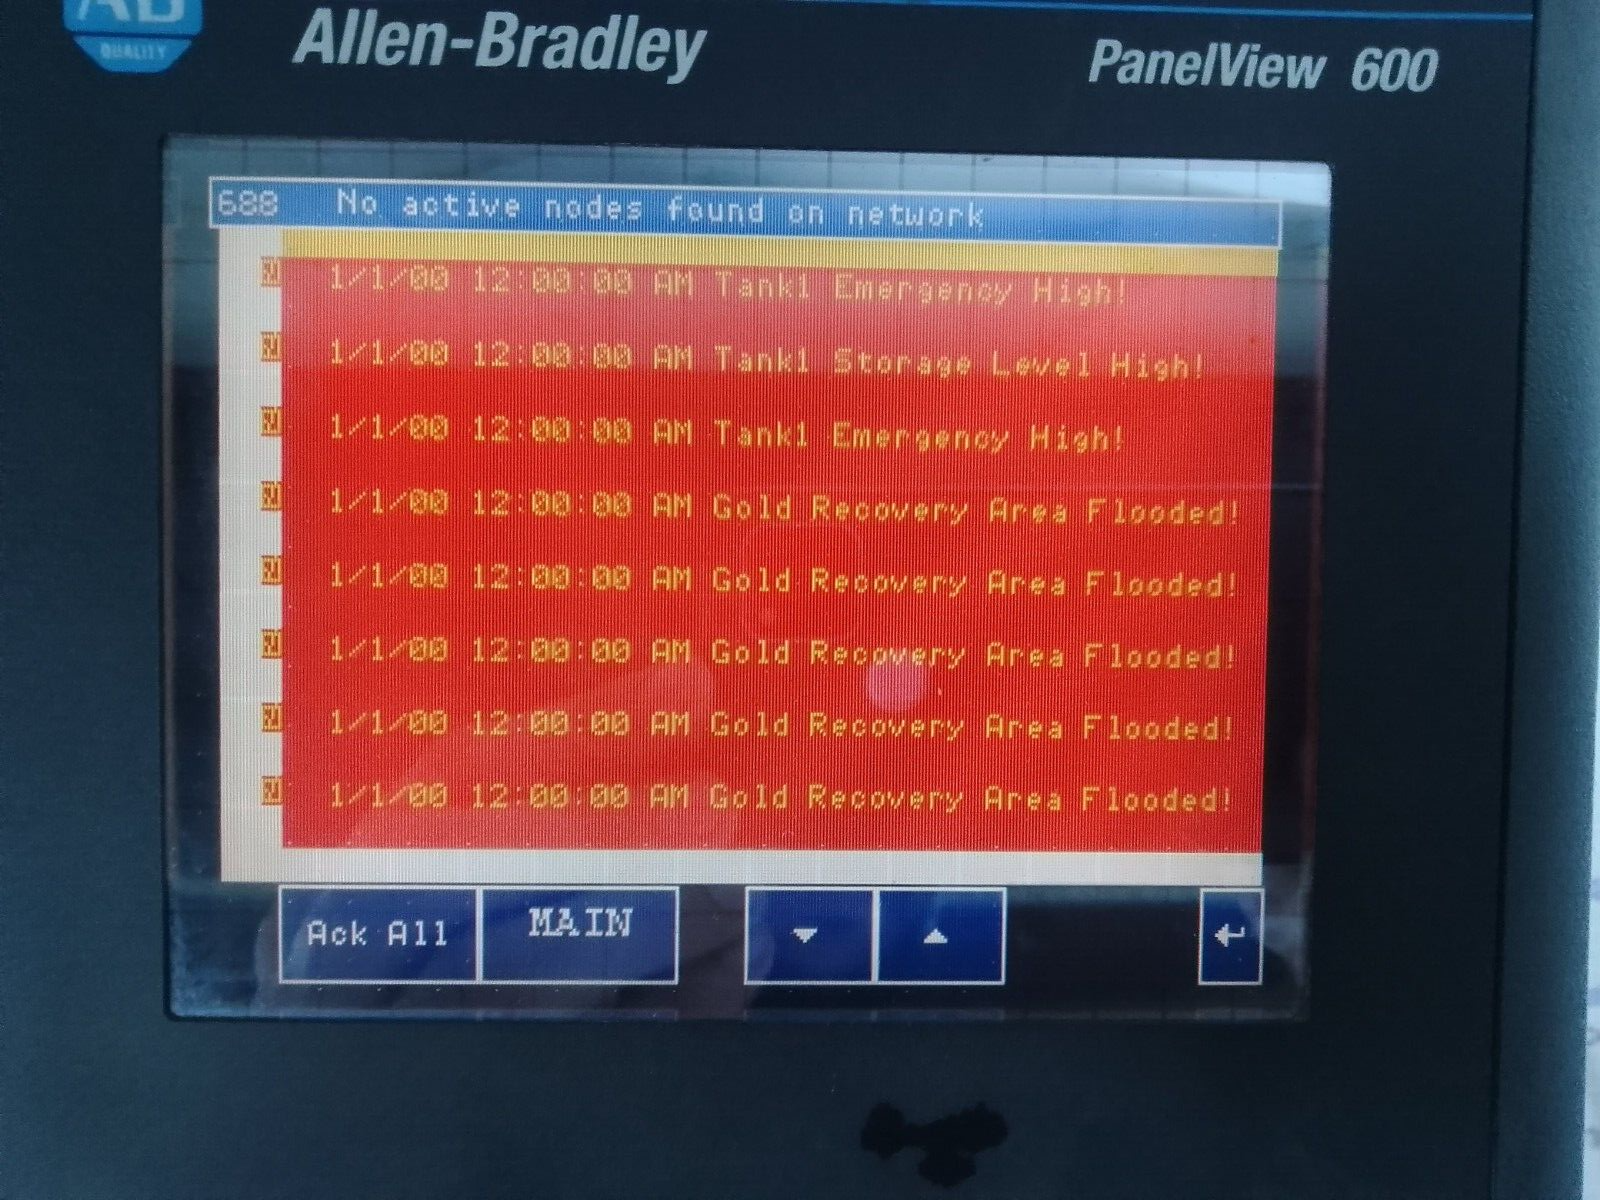 AB
QUALITY
Allen-Bradley
PanelView 600
688 No active nodes found on network
1/1/00 12:00:00 AM Tank1 Emergency High!
1/1/00 12:00:00 AM Tank1 Storage Level High!
1/1/00 12:00:00 AM Tank1 Emergency High!
1/1/00 12:00:00 AM Gold Recovery Area Flooded!
1/1/00 12:00:00 AM Gold Recovery Area Flooded!
1/1/00 12:00:00 AM Gold Recovery Area Flooded!
1/1/00 12:00:00 AM Gold Recovery Area Flooded!
1/1/00 12:00:00 AM Gold Recovery Area Flooded!
Ack All MAIN